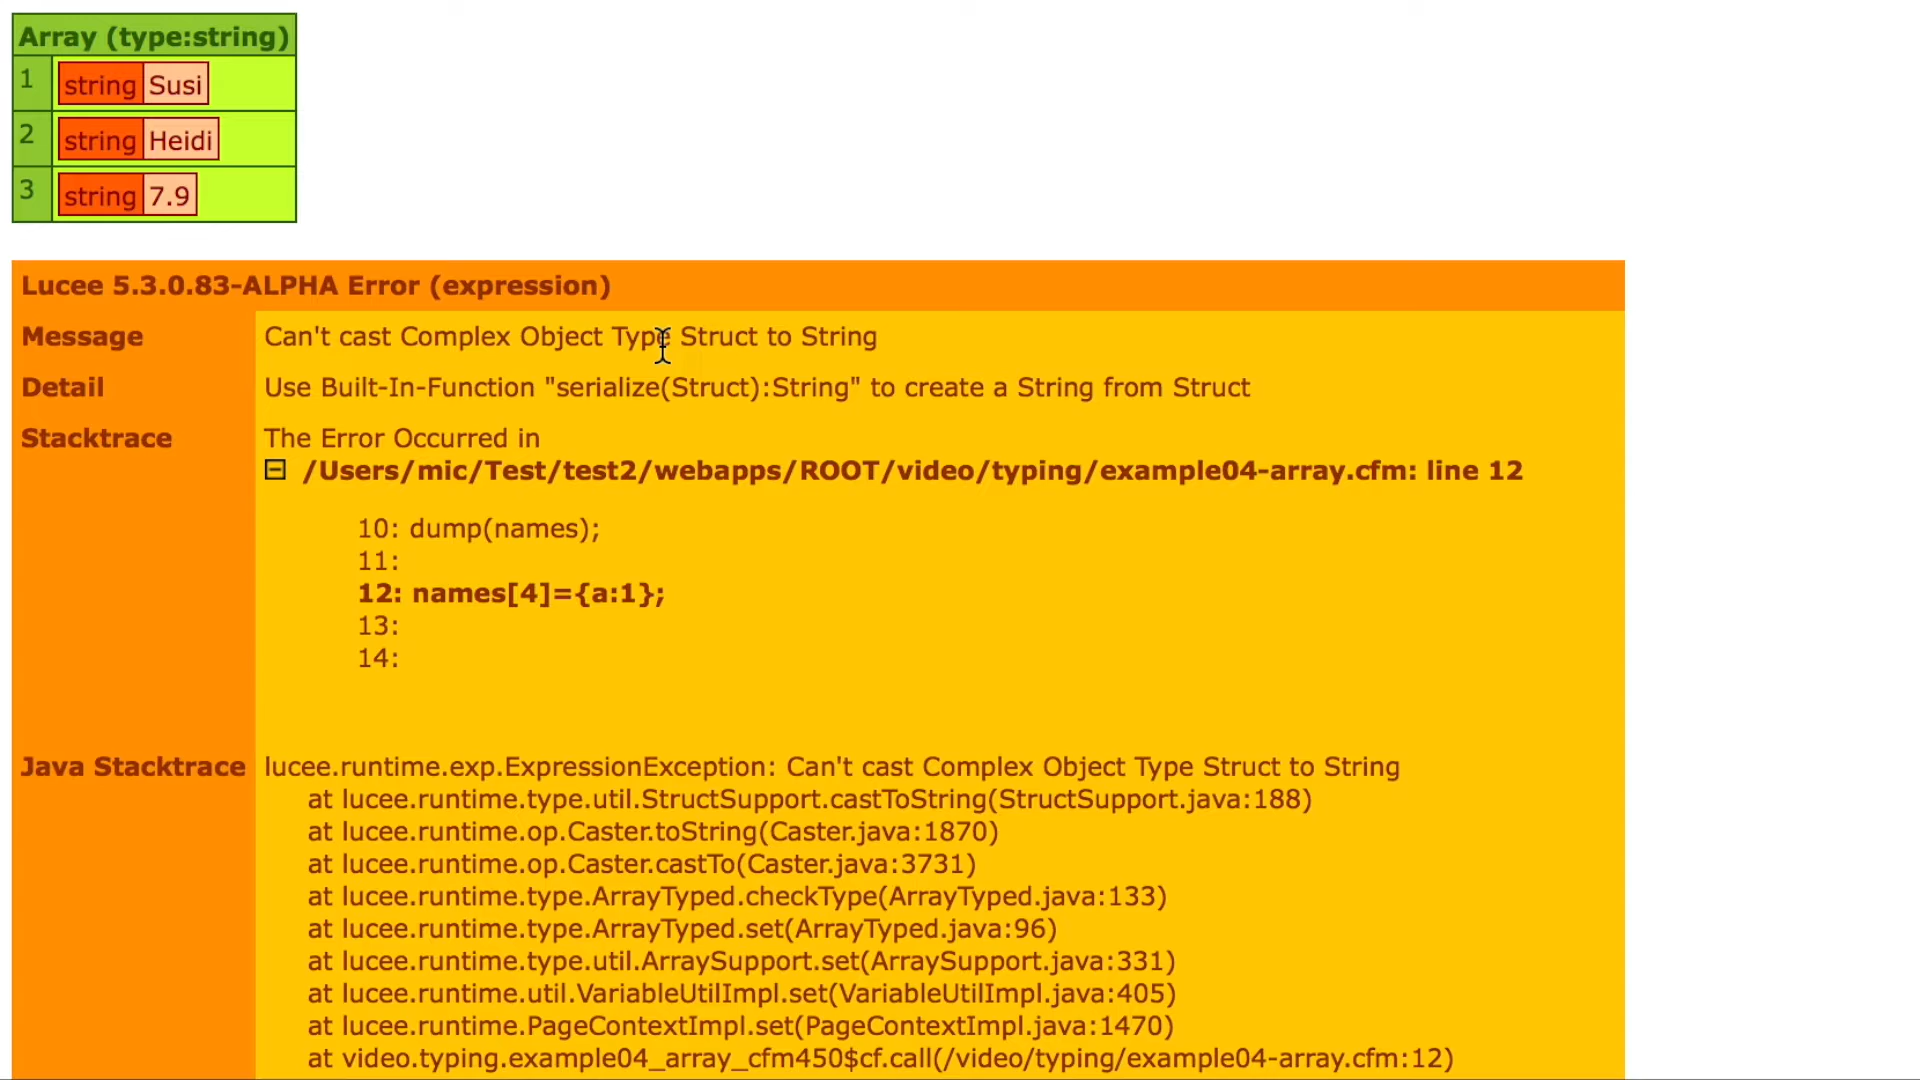 Array (type:string)
1 string Susi
2 string Heidi
3 string 7.9
Lucee 5.3.0.83-ALPHA Error (expression)
Message Can't cast Complex Object Type Struct to String
Detail Use Built-In-Function "serialize(Struct):String" to create a String from Struct
Stacktrace The Error Occurred in
/Users/mic/Test/test2/webapps/ROOT/video/typing/example04-array.cfm: line 12
10: dump(names);
11:
12: names[4]={a:1};
13:
14:
Java Stacktrace lucee.runtime.exp.ExpressionException: Can't cast Complex Object Type Struct to String
at lucee.runtime.type.util.StructSupport.castToString(StructSupport.java:188)
at lucee.runtime.op.Caster.toString(Caster.java:1870)
at lucee.runtime.op.Caster.castTo(Caster.java:3731)
at lucee.runtime.type.ArrayTyped.checkType(ArrayTyped.java:133)
at lucee.runtime.type.ArrayTyped.set(ArrayTyped.java:96)
at lucee.runtime.type.util.ArraySupport.set(ArraySupport.java:331)
at lucee.runtime.util.VariableUtilImpl.set(VariableUtilImpl.java:405)
at lucee.runtime.PageContextImpl.set(PageContextImpl.java:1470)
at video.typing.example04_array_cfm450$cf.call(/video/typing/example04-array.cfm:12)